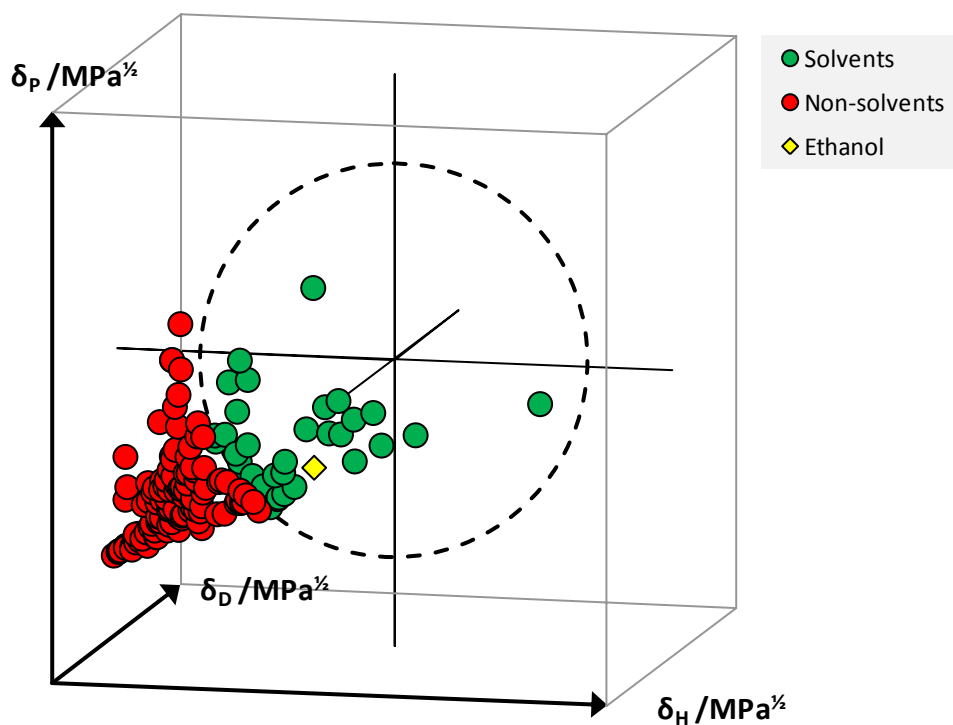 δP /MPa½
Solvents
Non-solvents
Ethanol
δD /MPa½
δH /MPa½